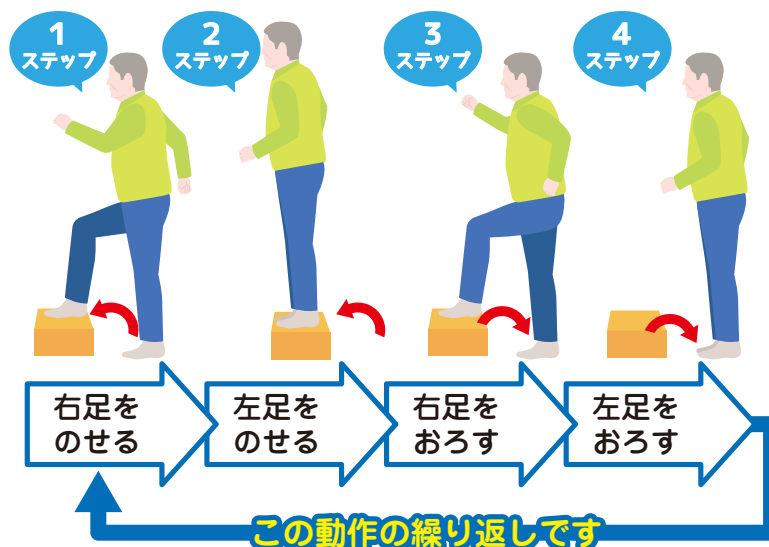 1
ステップ
2
ステップ
3
ステップ
4
ステップ
右足を
のせる
左足を
のせる
右足を
おろす
左足を
おろす
この動作の繰り返しです